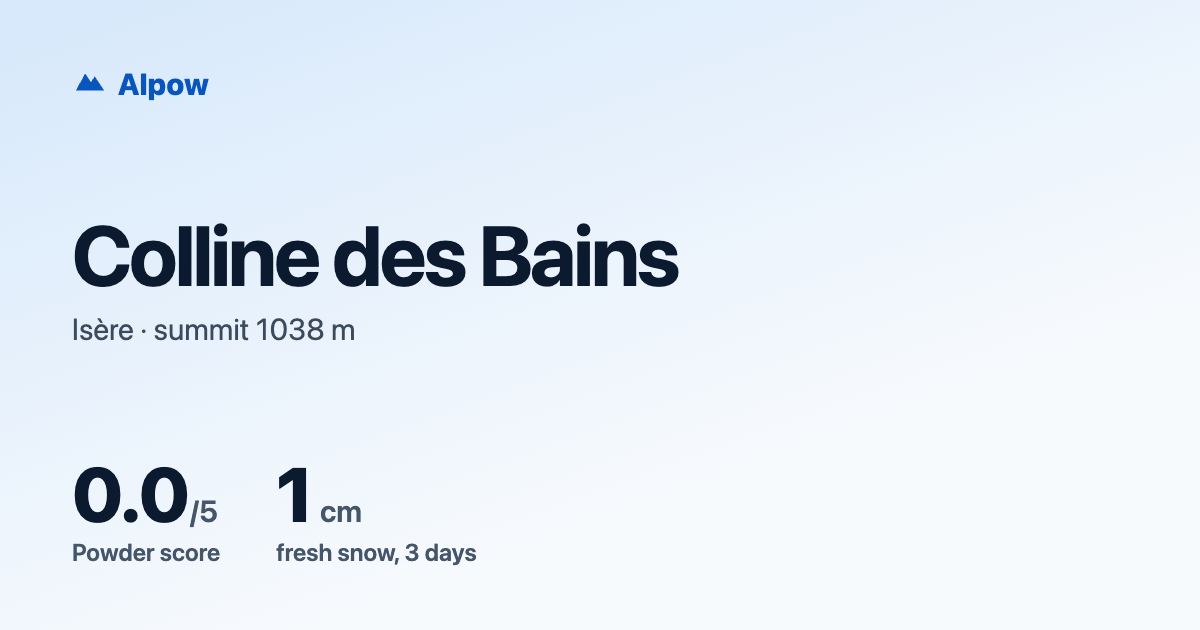 Alpow
Colline des Bains
Isère · summit 1038 m
0.0/5
Powder score
1 cm
fresh snow, 3 days